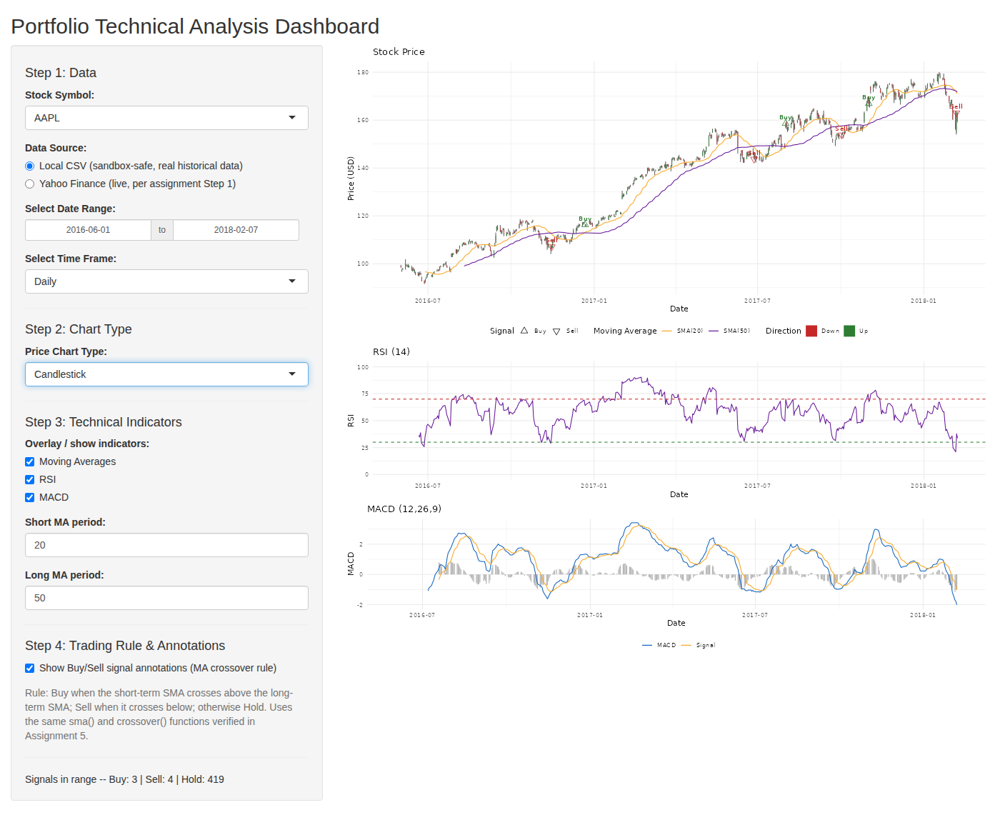 Portfolio Technical Analysis Dashboard
Step 1: Data
Stock Symbol:
AAPL
Data Source:
Local CSV (sandbox-safe, real historical data)
Yahoo Finance (live, per assignment Step 1)
Select Date Range:
2016-06-01 to 2018-02-07
Select Time Frame:
Daily
Step 2: Chart Type
Price Chart Type:
Candlestick
Step 3: Technical Indicators
Overlay / show indicators:
Moving Averages
RSI
MACD
Short MA period:
20
Long MA period:
50
Step 4: Trading Rule & Annotations
Show Buy/Sell signal annotations (MA crossover rule)
Rule: Buy when the short-term SMA crosses above the long-
term SMA; Sell when it crosses below; otherwise Hold. Uses
the same sma() and crossover() functions verified in
Assignment 5.
Signals in range -- Buy: 3 | Sell: 4 | Hold: 419
Stock Price
Price (USD)
180
160
140
120
100
Sell
Buy
Sell
Buy
Sell
Buy
Sell
2016-07 2017-01 2017-07 2018-01
Date
Signal Buy Sell Moving Average SMA(20) SMA(50) Direction Down Up
RSI (14)
RSI
100
75
50
25
0
2016-07 2017-01 2017-07 2018-01
Date
MACD (12,26,9)
MACD
2
0
-2
2016-07 2017-01 2017-07 2018-01
Date
MACD Signal